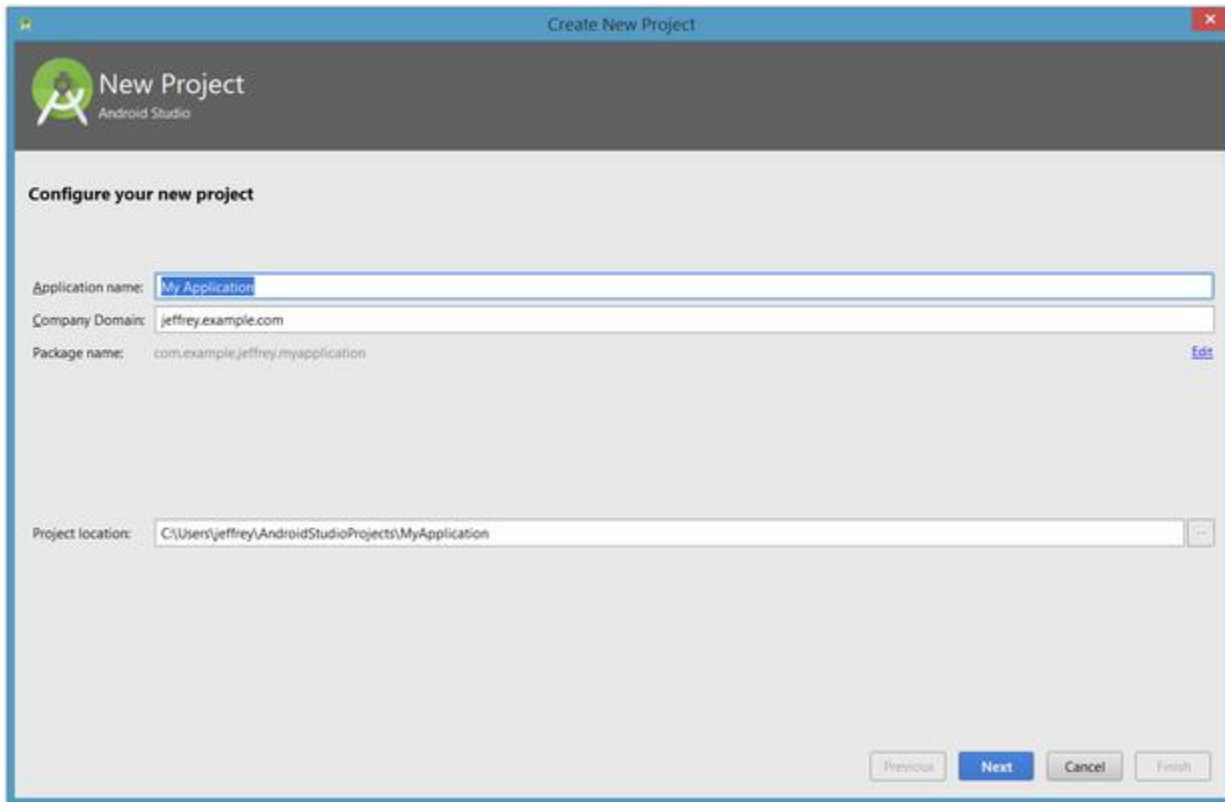 Create New Project
New Project
Android Studio
Configure your new project
Application name: My Application
Company Domain: jeffrey.example.com
Package name: com.example.jeffrey.myapplication Edit
Project location: C:\Users\jeffrey\AndroidStudioProjects\MyApplication ...
Previous Next Cancel Finish